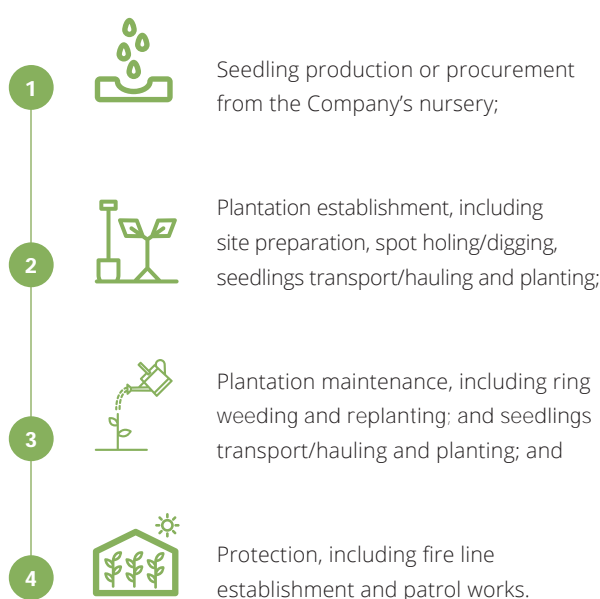 1
Seedling production or procurement
from the Company’s nursery;
2
Plantation establishment, including
site preparation, spot holing/digging,
seedlings transport/hauling and planting;
3
Plantation maintenance, including ring
weeding and replanting; and seedlings
transport/hauling and planting; and
4
Protection, including fire line
establishment and patrol works.